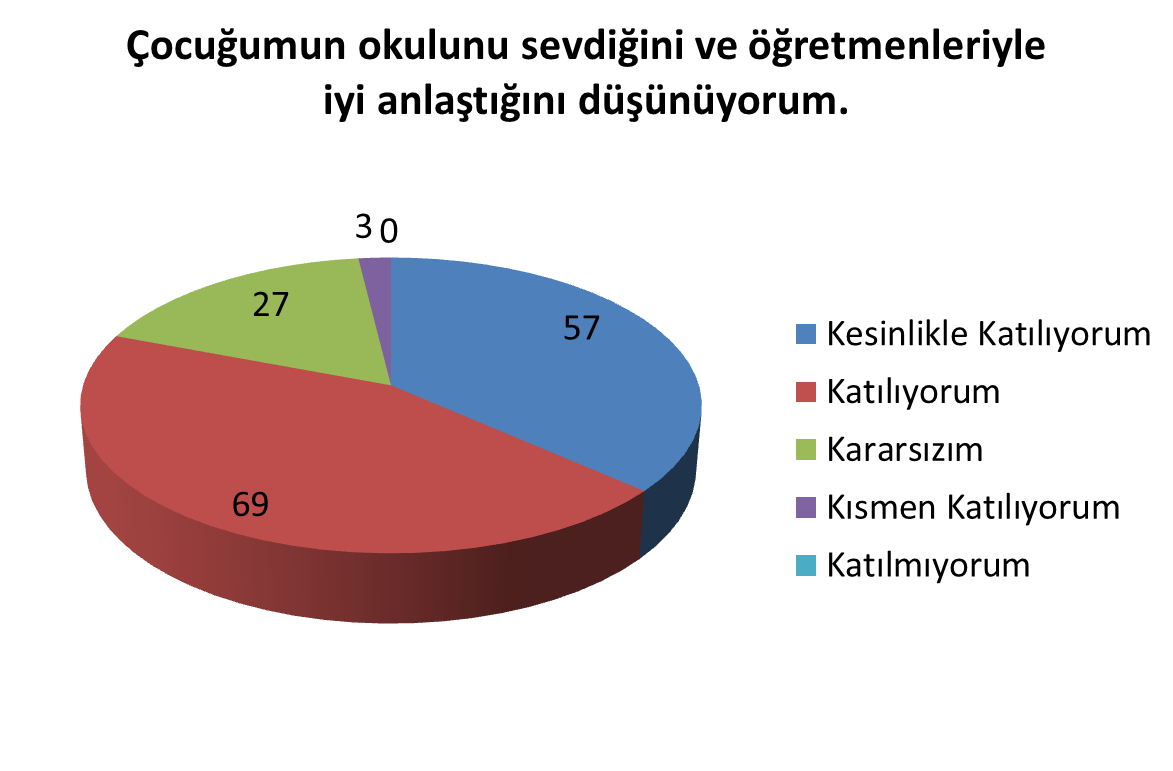 Çocuğumun okulunu sevdiğini ve öğretmenleriyle
iyi anlaştığını düşünüyorum.
3 0
27
57
69
Kesinlikle Katılıyorum
Katılıyorum
Kararsızım
Kısmen Katılıyorum
Katılmıyorum